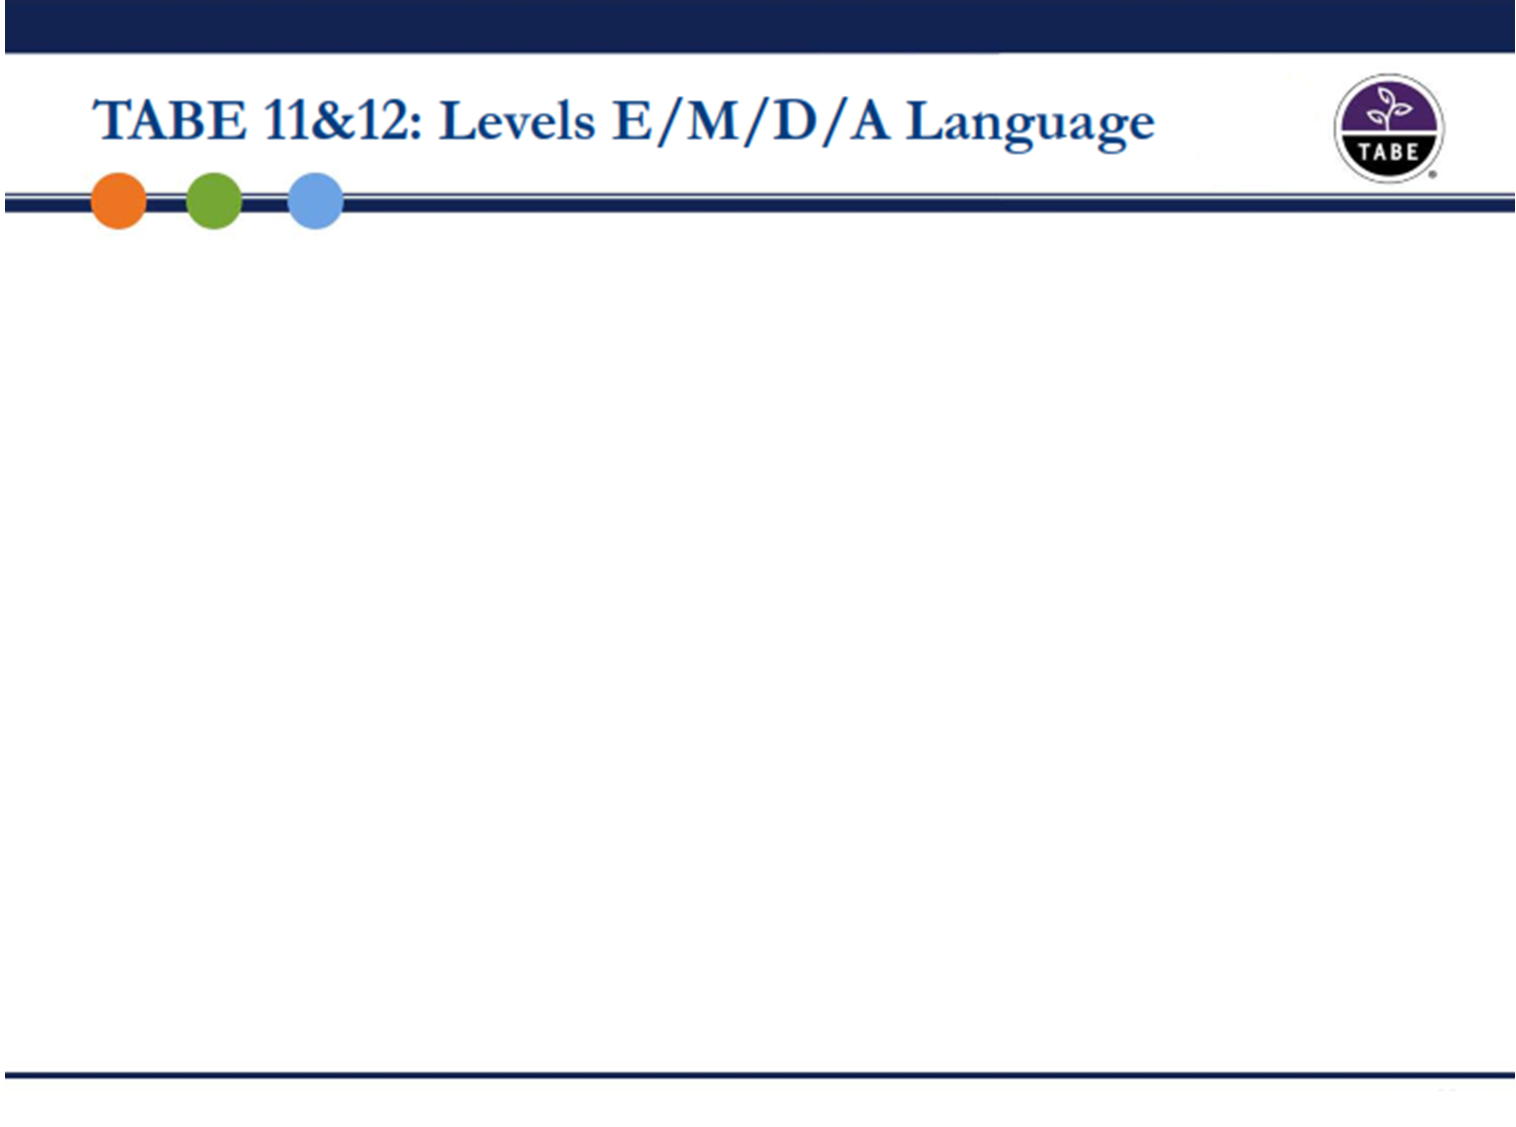 TABE 11&12: Levels E/M/D/A Language
TABE
®